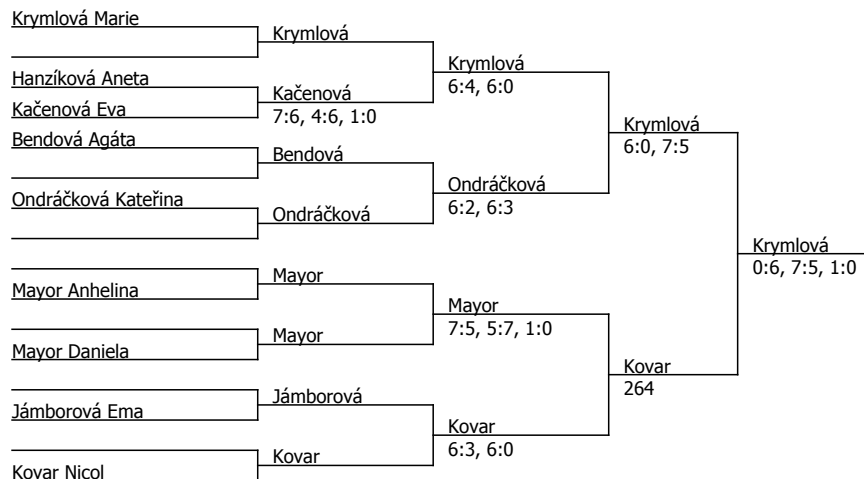 Krymlová Marie
Krymlová
Krymlová
6:4, 6:0
Hanzíková Aneta
Kačenová
7:6, 4:6, 1:0
Kačenová Eva
Krymlová
6:0, 7:5
Bendová Agáta
Bendová
Ondráčková
6:2, 6:3
Ondráčková Kateřina
Ondráčková
Krymlová
0:6, 7:5, 1:0
Mayor
Mayor Anhelina
Mayor
7:5, 5:7, 1:0
Mayor
Mayor Daniela
Kovar
264
Jámborová
Jámborová Ema
Kovar
6:3, 6:0
Kovar
Kovar Nicol